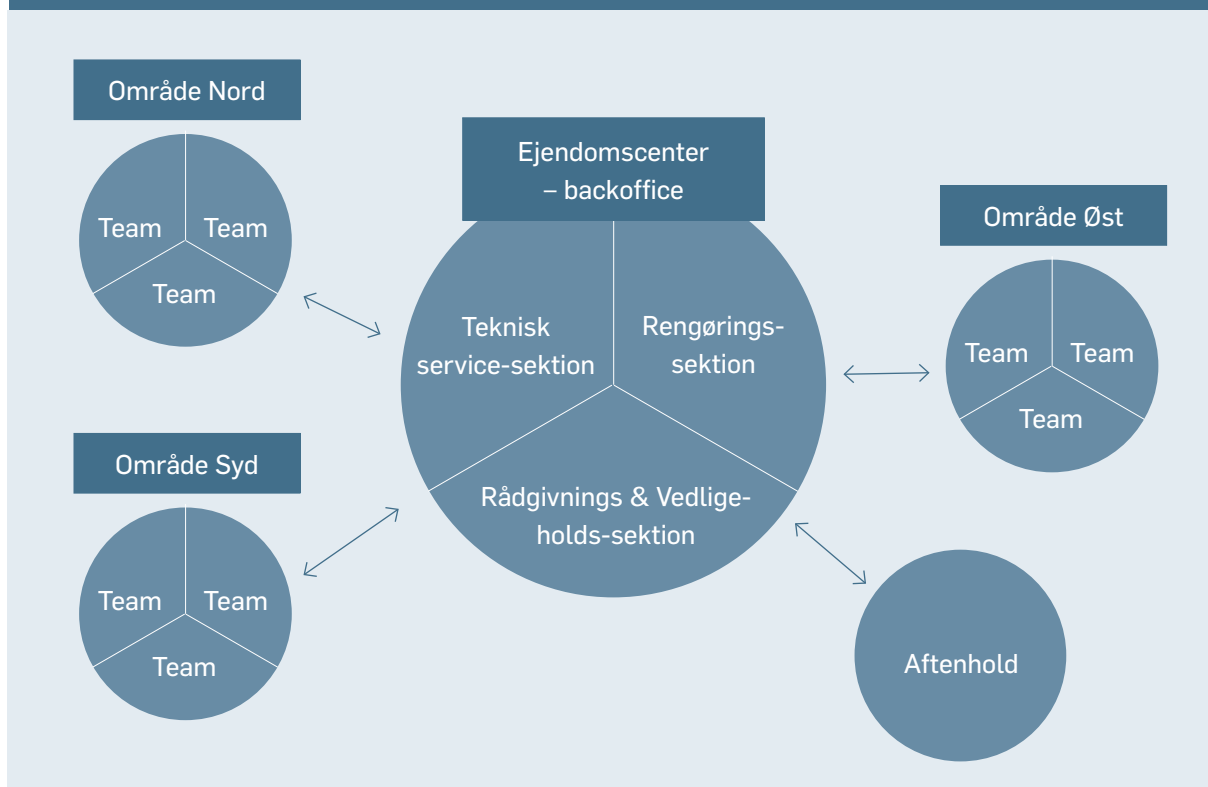 Område Nord
Team
Team
Team
Ejendomscenter
– backoffice
Teknisk
service-sektion
Rengørings-
sektion
Rådgivnings & Vedlige-
holds-sektion
Område Øst
Team
Team
Team
Område Syd
Team
Team
Team
Aftenhold